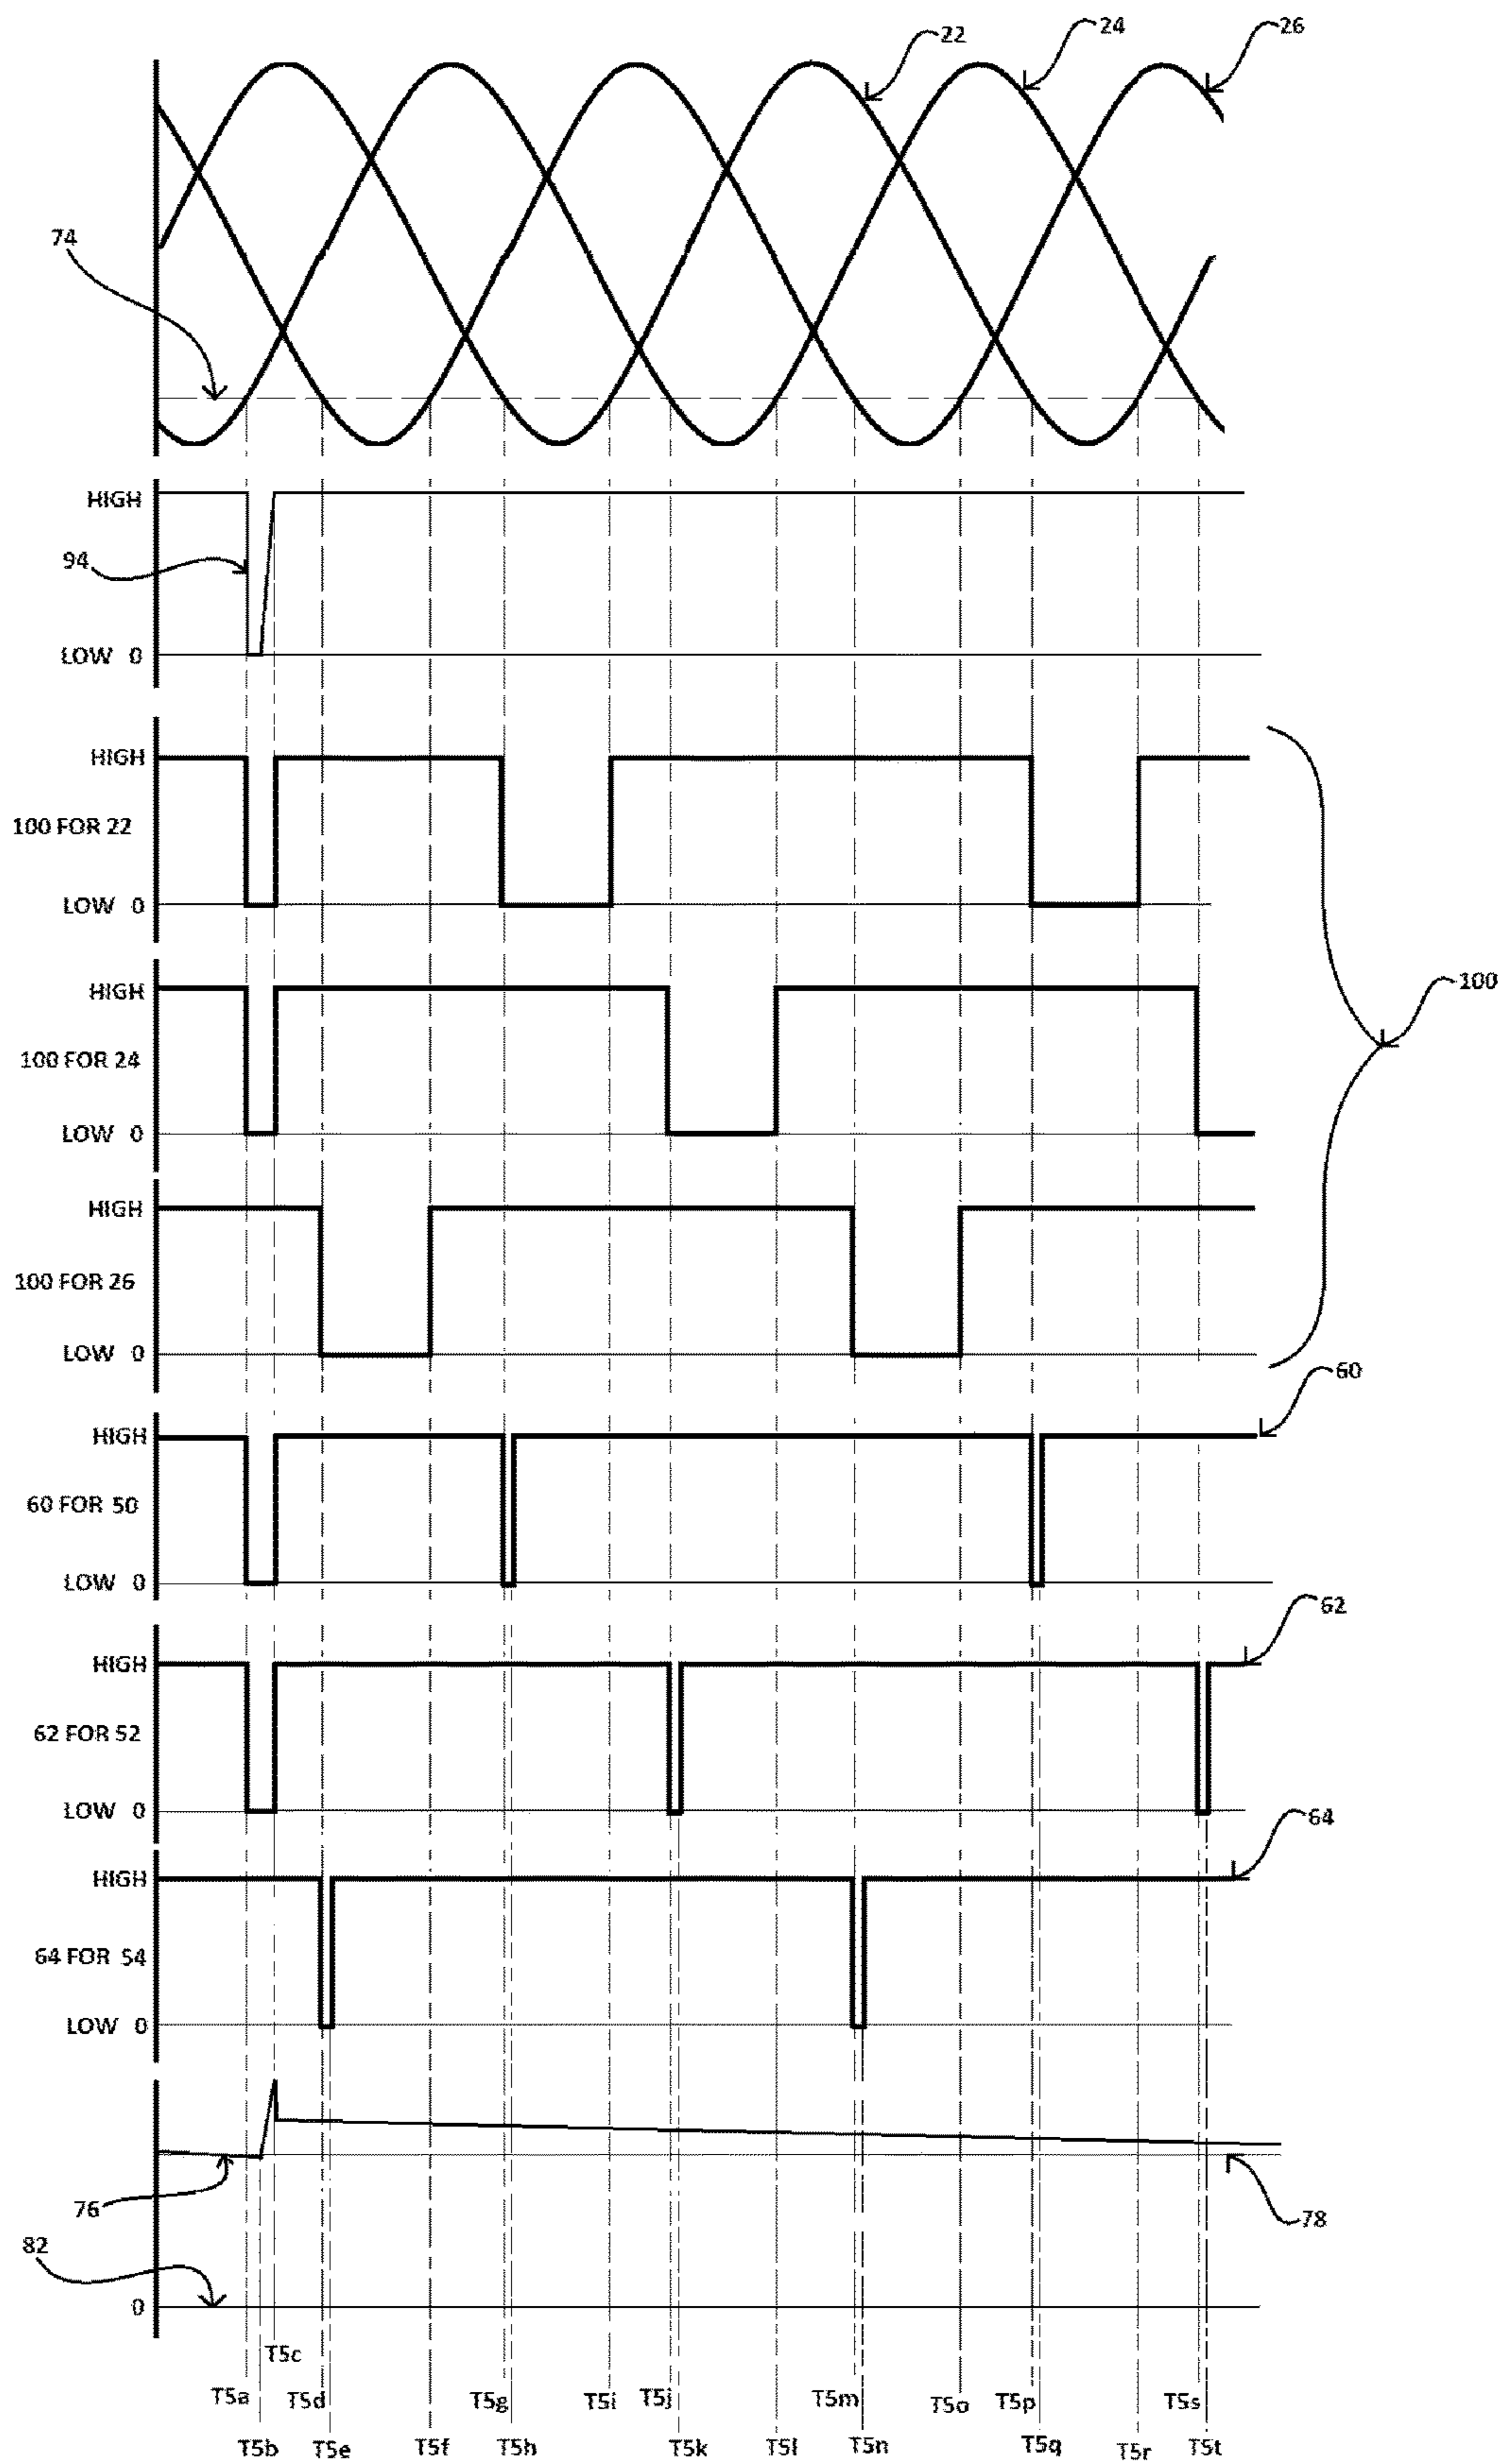 22
24
26
74
HIGH
94
LOW 0
HIGH
100 FOR 22
LOW 0
HIGH
100
100 FOR 24
LOW 0
HIGH
100 FOR 26
LOW 0
60
HIGH
60 FOR 50
LOW 0
62
HIGH
62 FOR 52
LOW 0
64
HIGH
64 FOR 54
LOW 0
76
78
82
0
T5c
T5a T5d T5g T5i T5j T5m T5o T5p T5s
T5b T5e T5f T5h T5k T5l T5n T5q T5r T5t